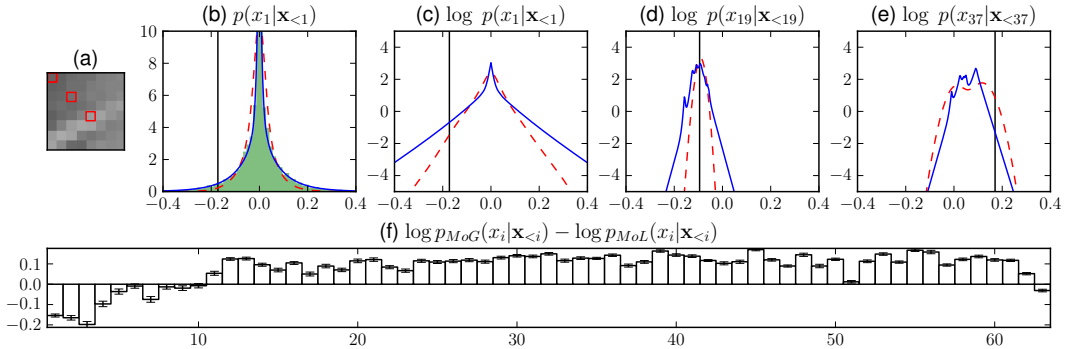 (a)
(b) p(x₁|x<1)
10
8
6
4
2
0
−0.4 −0.2 0.0 0.2 0.4
(c) log p(x₁|x<1)
4
2
0
−2
−4
−0.4 −0.2 0.0 0.2 0.4
(d) log p(x₁₉|x<19)
4
2
0
−2
−4
−0.4 −0.2 0.0 0.2 0.4
(e) log p(x₃₇|x<37)
4
2
0
−2
−4
−0.4 −0.2 0.0 0.2 0.4
(f) log p_MoG(x_i|x<i) − log p_MoL(x_i|x<i)
0.1
0.0
−0.1
−0.2
10 20 30 40 50 60